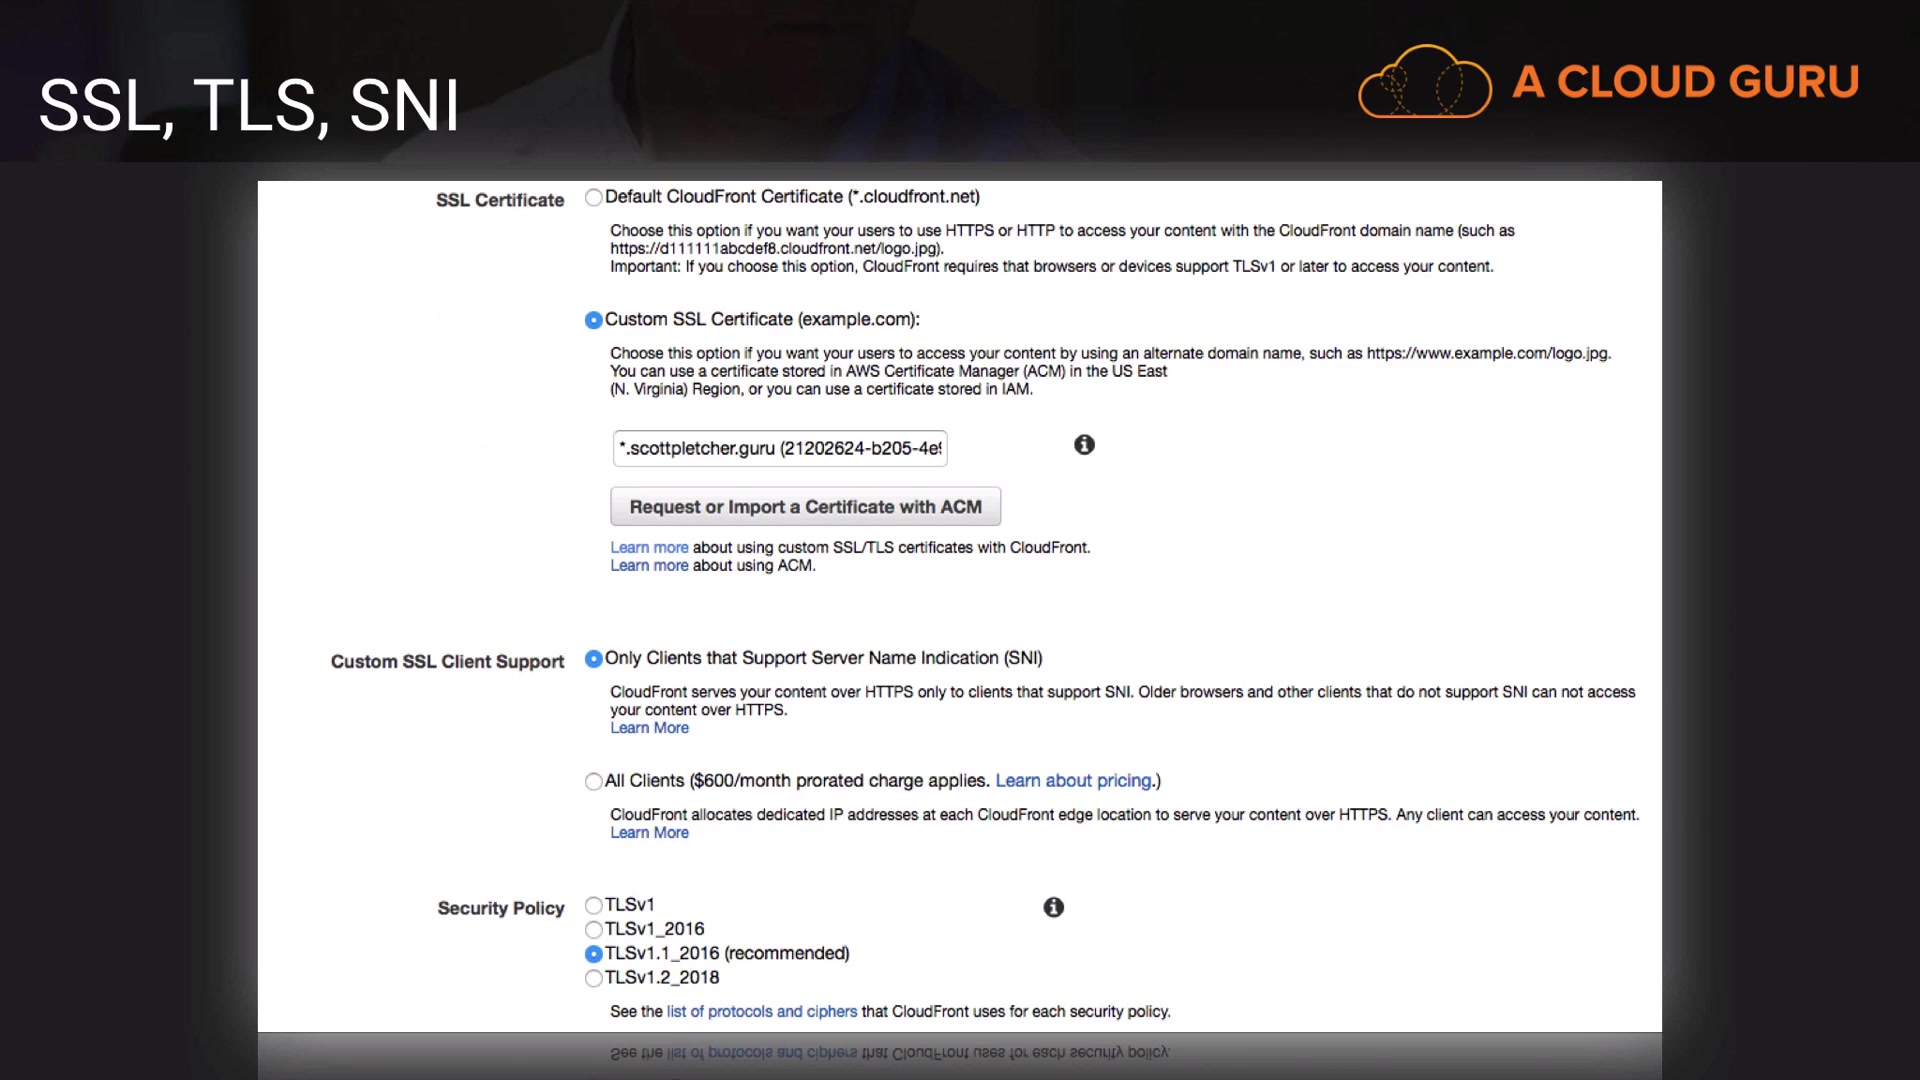 SSL, TLS, SNI
A CLOUD GURU
SSL Certificate
Default CloudFront Certificate (*.cloudfront.net)
Choose this option if you want your users to use HTTPS or HTTP to access your content with the CloudFront domain name (such as
https://d111111abcdef8.cloudfront.net/logo.jpg).
Important: If you choose this option, CloudFront requires that browsers or devices support TLSv1 or later to access your content.
Custom SSL Certificate (example.com):
Choose this option if you want your users to access your content by using an alternate domain name, such as https://www.example.com/logo.jpg.
You can use a certificate stored in AWS Certificate Manager (ACM) in the US East
(N. Virginia) Region, or you can use a certificate stored in IAM.
*.scottpletcher.guru (21202624-b205-4e9
Request or Import a Certificate with ACM
Learn more about using custom SSL/TLS certificates with CloudFront.
Learn more about using ACM.
Custom SSL Client Support
Only Clients that Support Server Name Indication (SNI)
CloudFront serves your content over HTTPS only to clients that support SNI. Older browsers and other clients that do not support SNI can not access
your content over HTTPS.
Learn More
All Clients ($600/month prorated charge applies. Learn about pricing.)
CloudFront allocates dedicated IP addresses at each CloudFront edge location to serve your content over HTTPS. Any client can access your content.
Learn More
Security Policy
TLSv1
TLSv1_2016
TLSv1.1_2016 (recommended)
TLSv1.2_2018
See the list of protocols and ciphers that CloudFront uses for each security policy.